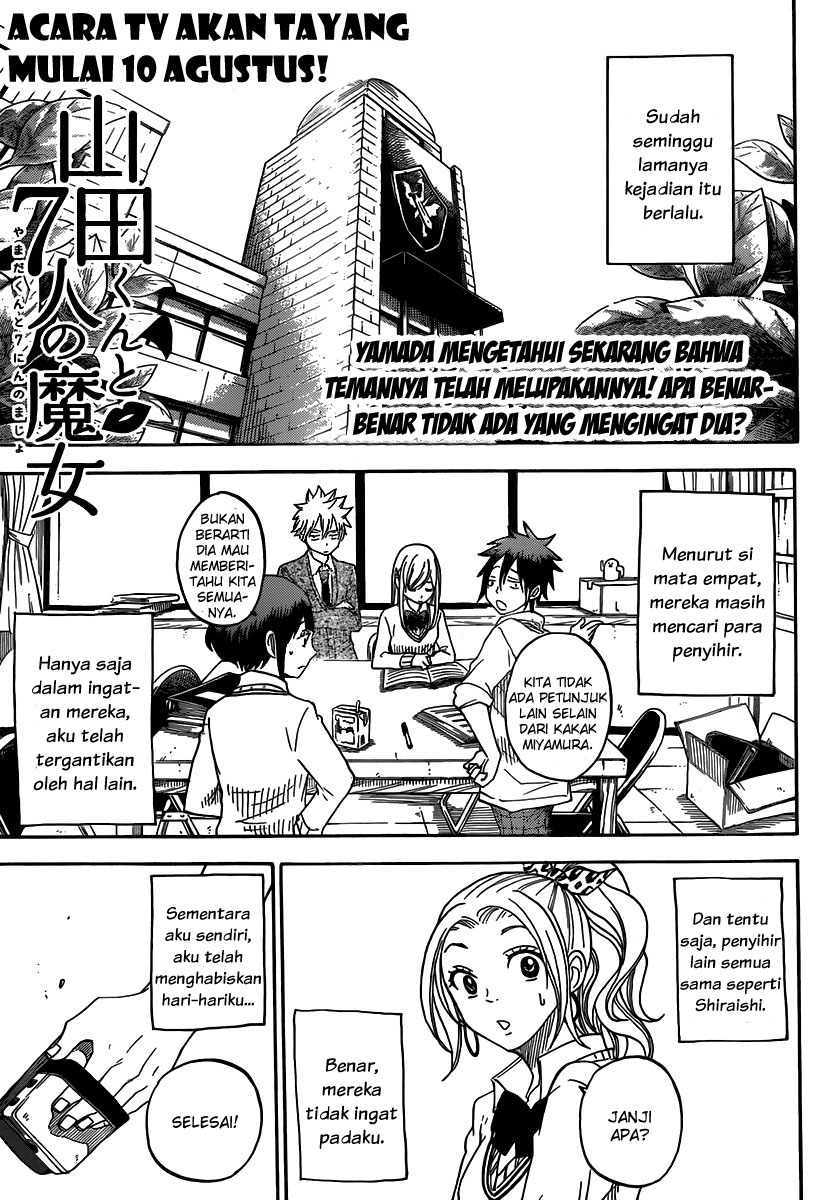 ACARA TV AKAN TAYANG
MULAI 10 AGUSTUS!
山田くんと
7人の魔女
やまだくんと7にんのまじょ
Sudah
seminggu
lamanya
kejadian itu
berlalu.
YAMADA MENGETAHUI SEKARANG BAHWA
TEMANNYA TELAH MELUPAKANNYA! APA BENAR-
BENAR TIDAK ADA YANG MENGINGAT DIA?
Menurut si
mata empat,
mereka masih
mencari para
penyihir.
KITA TIDAK
ADA PETUNJUK
LAIN SELAIN
DARI KAKAK
MIYAMURA.
BUKAN
BERARTI
DIA MAU
MEMBERI-
TAHU KITA
SEMUA-
NYA.
Hanya saja
dalam ingat-
an mereka,
aku telah
tergantikan
oleh hal lain.
Dan tentu
saja, penyihir
lain semua
sama seperti
Shiraishi.
JANJI
APA?
Benar,
mereka
tidak ingat
padaku.
Sementara
aku sendiri,
aku telah
menghabiskan
hari-hariku...
SELESAI!